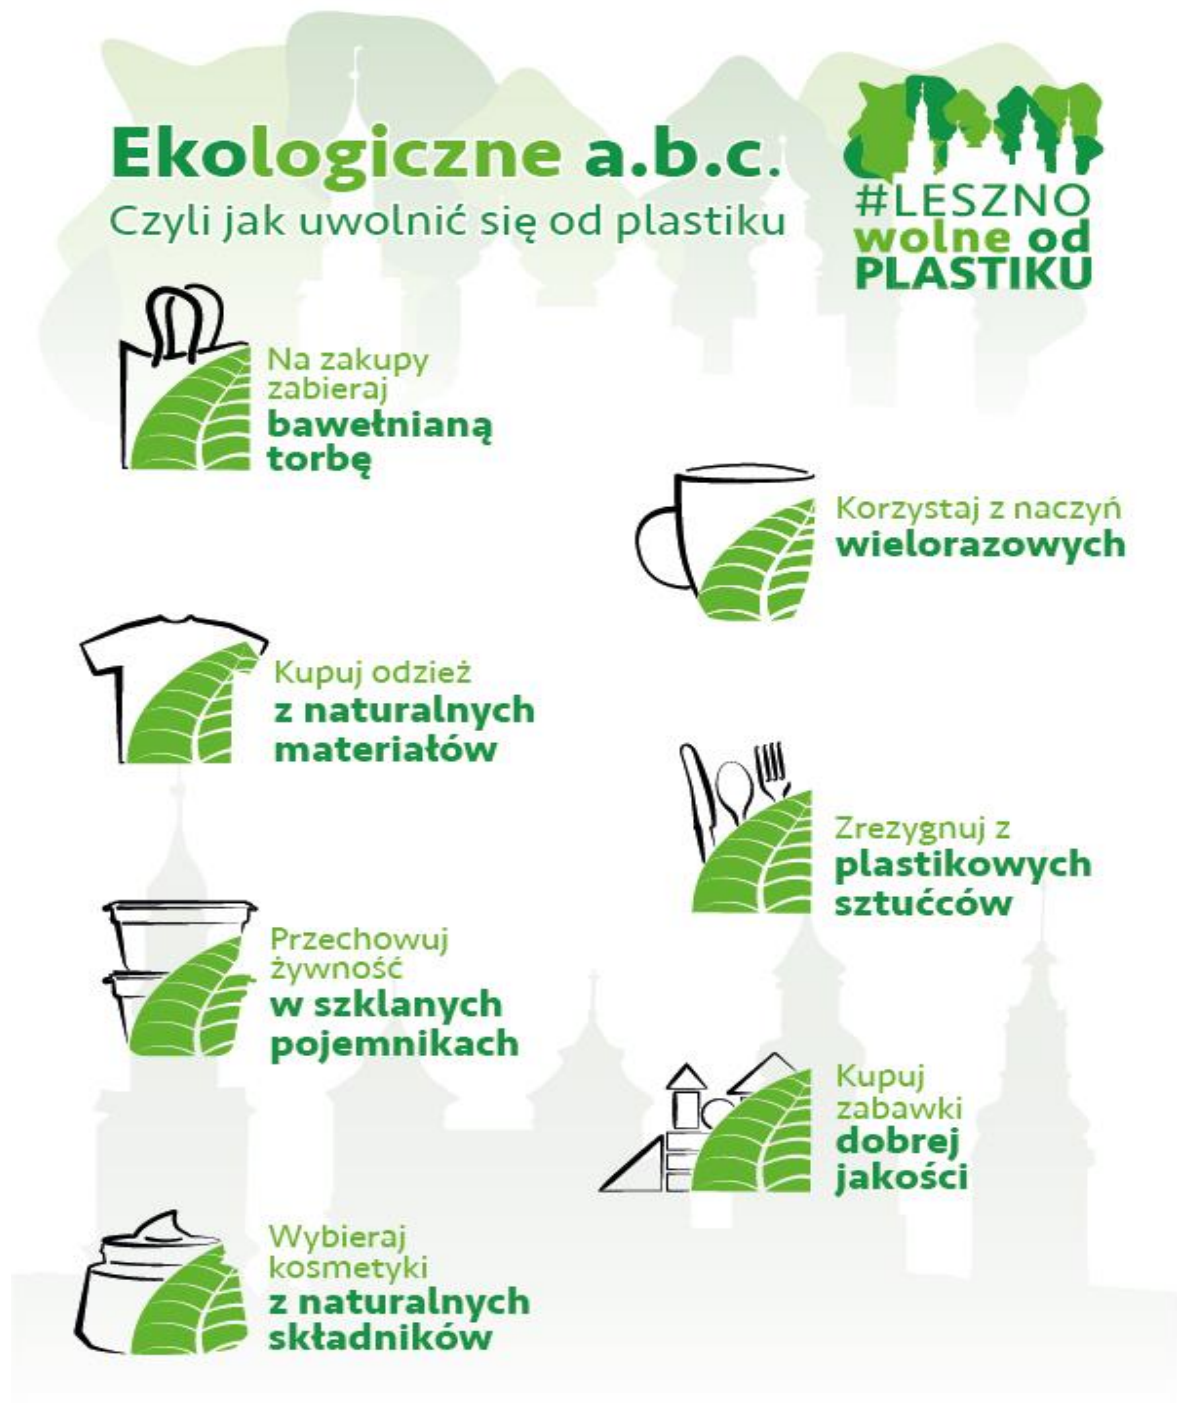 Ekologiczne a.b.c.
Czyli jak uwolnić się od plastiku
#LESZNO
wolne od
PLASTIKU
Na zakupy
zabieraj
bawełnianą
torbę
Korzystaj z naczyń
wielorazowych
Kupuj odzież
z naturalnych
materiałów
Zrezygnuj z
plastikowych
sztućców
Przechowuj
żywność
w szklanych
pojemnikach
Kupuj
zabawki
dobrej
jakości
Wybieraj
kosmetyki
z naturalnych
składników